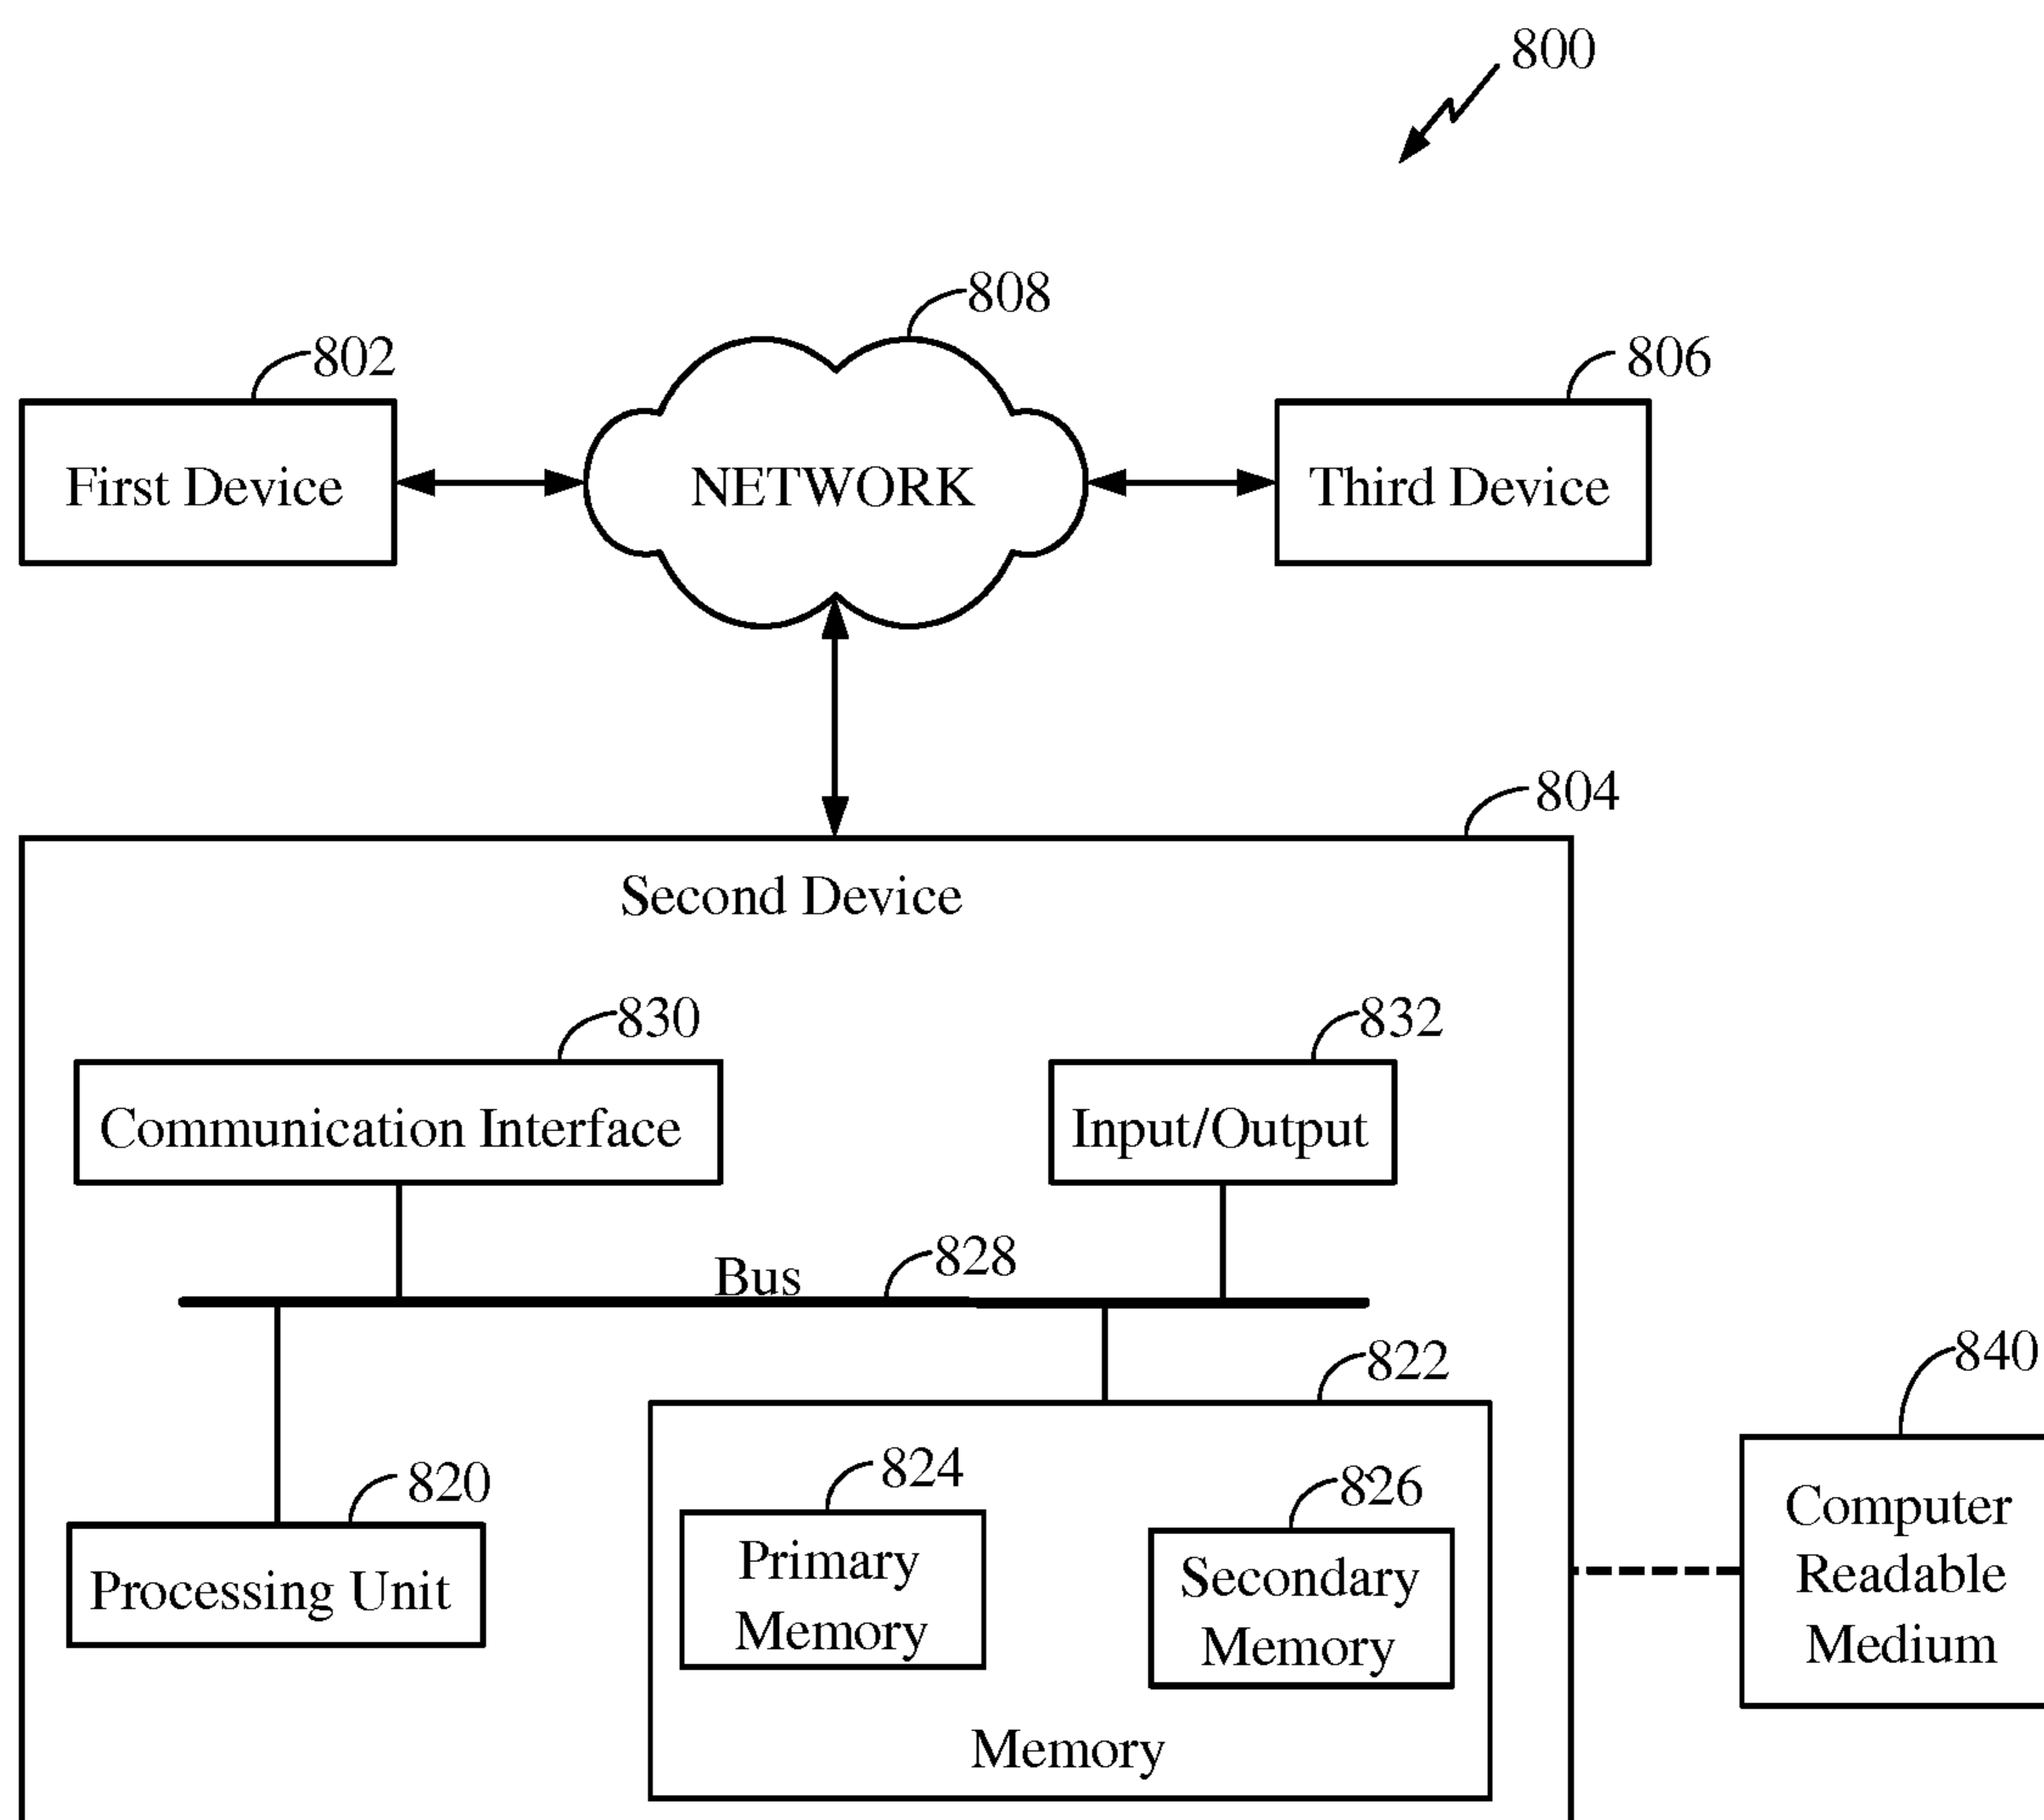 800
808
802
806
First Device
NETWORK
Third Device
804
Second Device
830
832
Communication Interface
Input/Output
Bus
828
822
840
824
826
820
Processing Unit
Primary
Memory
Secondary
Memory
Computer
Readable
Medium
Memory